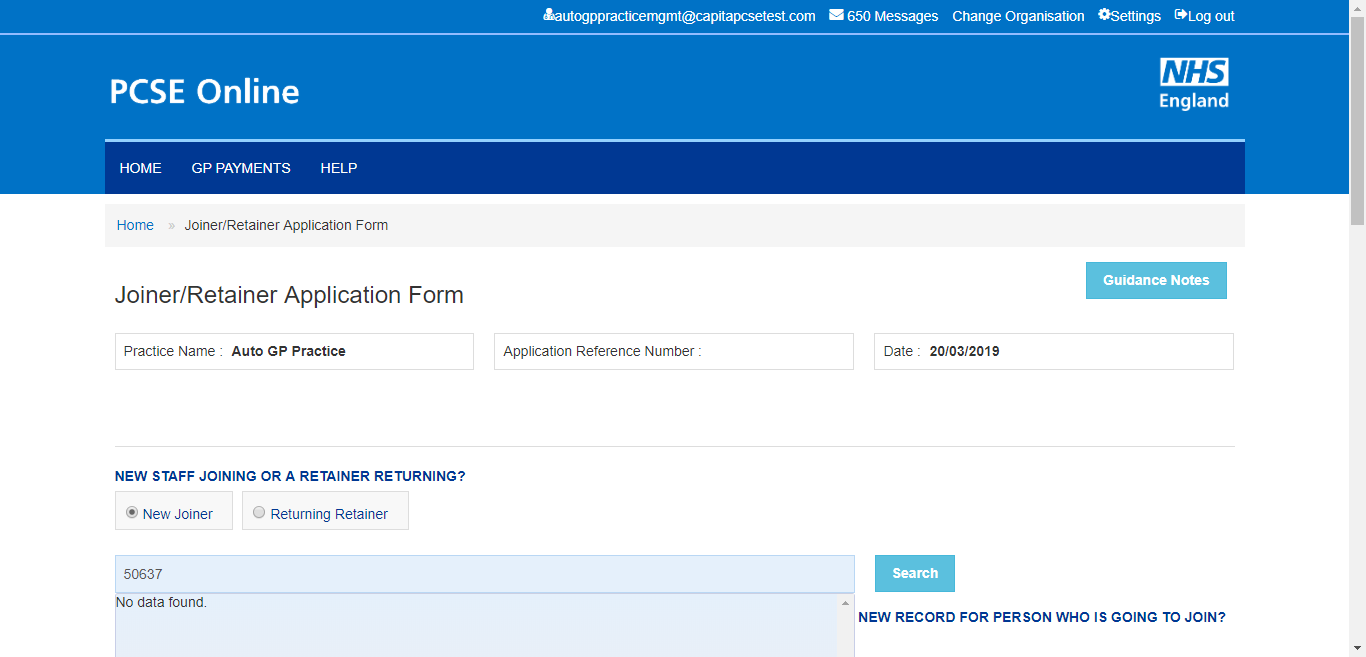 autogppracticemgmt@capitapcsetest.com 650 Messages Change Organisation Settings Log out
PCSE Online
NHS
England
HOME GP PAYMENTS HELP
Home » Joiner/Retainer Application Form
Guidance Notes
Joiner/Retainer Application Form
Practice Name : Auto GP Practice Application Reference Number : Date : 20/03/2019
NEW STAFF JOINING OR A RETAINER RETURNING?
New Joiner Returning Retainer
50637 Search
No data found.
NEW RECORD FOR PERSON WHO IS GOING TO JOIN?